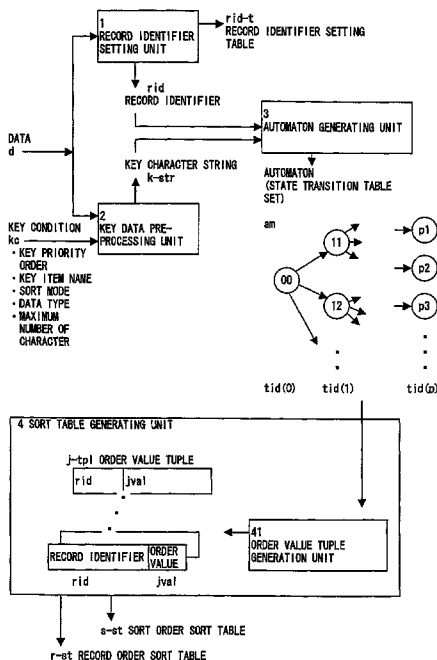 1
RECORD IDENTIFIER
SETTING UNIT
rid-t
RECORD IDENTIFIER SETTING
TABLE
rid
RECORD IDENTIFIER
3
AUTOMATON GENERATING UNIT
DATA
d
KEY CHARACTER STRING
k-str
AUTOMATON
(STATE TRANSITION TABLE
SET)
2
KEY DATA PRE-
PROCESSING UNIT
KEY CONDITION
kc
• KEY PRIORITY
ORDER
• KEY ITEM NAME
• SORT MODE
• DATA TYPE
• MAXIMUM
NUMBER OF
CHARACTER
am
00
11
12
p1
p2
p3
tid(0)
tid(1)
tid(p)
4 SORT TABLE GENERATING UNIT
j-tpl ORDER VALUE TUPLE
rid
jval
41
ORDER VALUE TUPLE
GENERATION UNIT
RECORD IDENTIFIER
ORDER
VALUE
rid
jval
s-st SORT ORDER SORT TABLE
r-st RECORD ORDER SORT TABLE